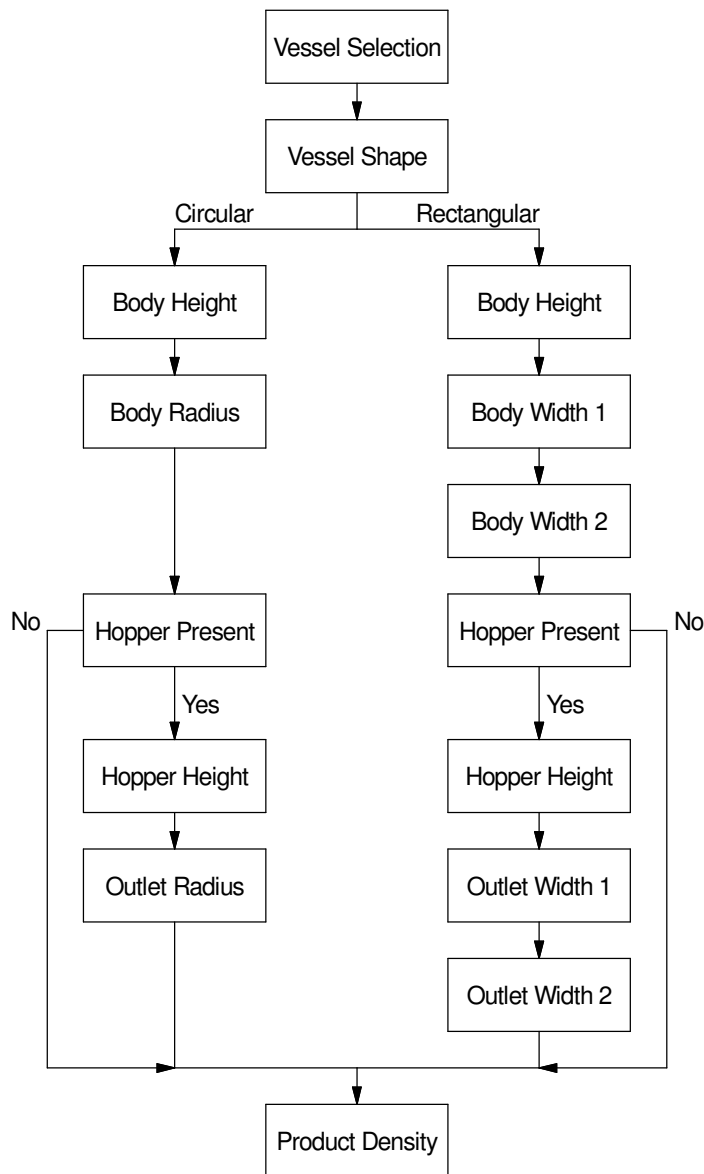 Vessel Selection
Vessel Shape
Circular
Rectangular
Body Height
Body Height
Body Radius
Body Width 1
Body Width 2
No
Hopper Present
Hopper Present
No
Yes
Yes
Hopper Height
Hopper Height
Outlet Radius
Outlet Width 1
Outlet Width 2
Product Density